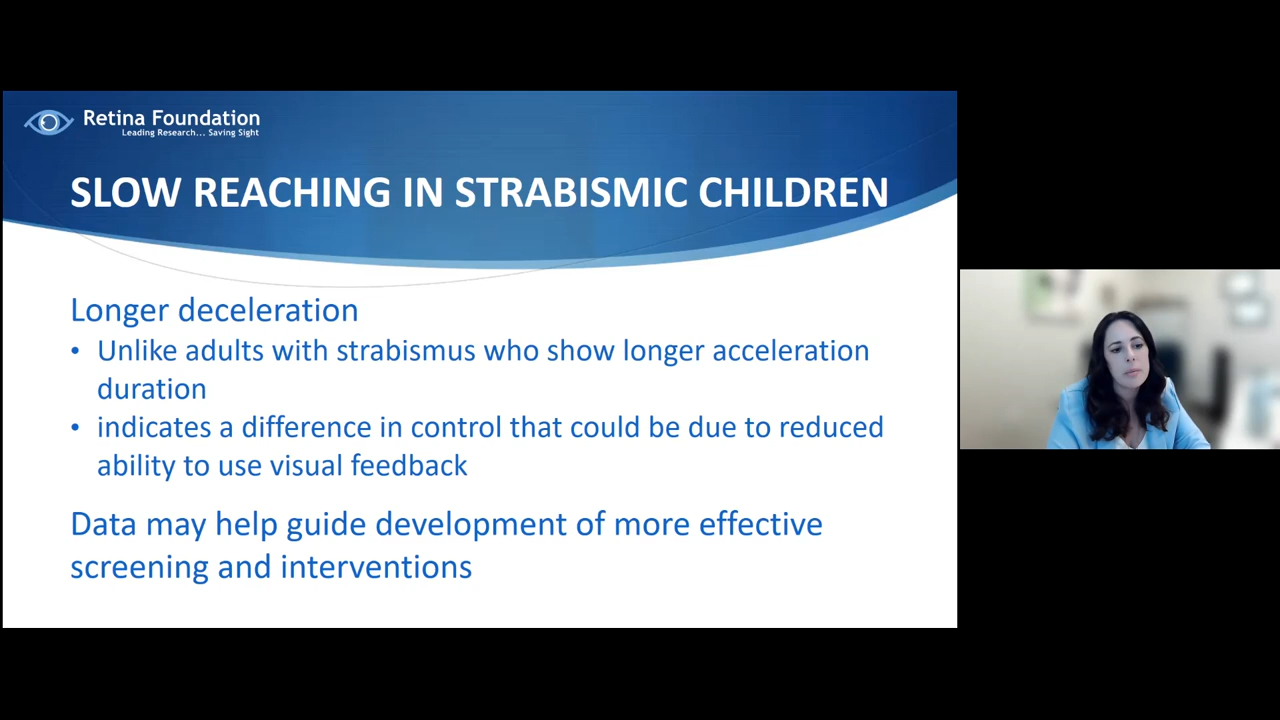 Retina Foundation
Leading Research... Saving Sight
SLOW REACHING IN STRABISMIC CHILDREN
Longer deceleration
• Unlike adults with strabismus who show longer acceleration
duration
• indicates a difference in control that could be due to reduced
ability to use visual feedback
Data may help guide development of more effective
screening and interventions